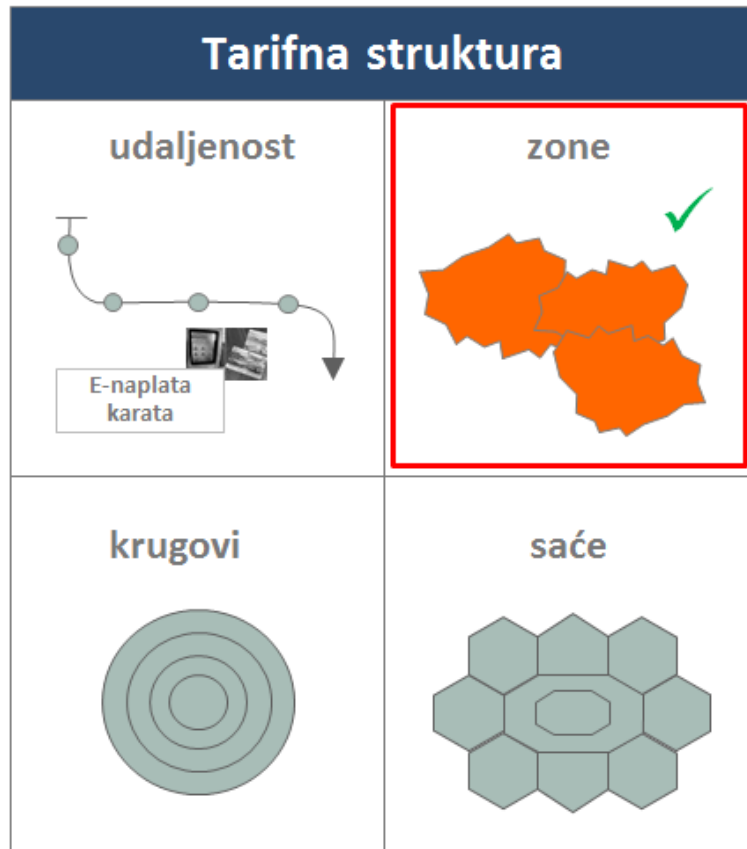 Tarifna struktura
udaljenost
zone
E-naplata
karata
krugovi
saće